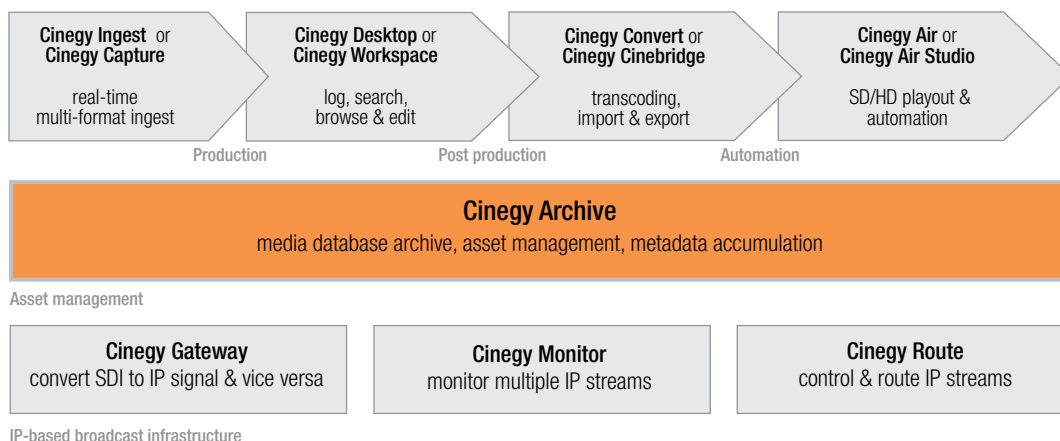 Cinegy Ingest or
Cinegy Capture
real-time
multi-format ingest
Cinegy Desktop or
Cinegy Workspace
log, search,
browse & edit
Cinegy Convert or
Cinegy Cinebridge
transcoding,
import & export
Cinegy Air or
Cinegy Air Studio
SD/HD playout &
automation
Production
Post production
Automation
Cinegy Archive
media database archive, asset management, metadata accumulation
Asset management
Cinegy Gateway
convert SDI to IP signal & vice versa
Cinegy Monitor
monitor multiple IP streams
Cinegy Route
control & route IP streams
IP-based broadcast infrastructure